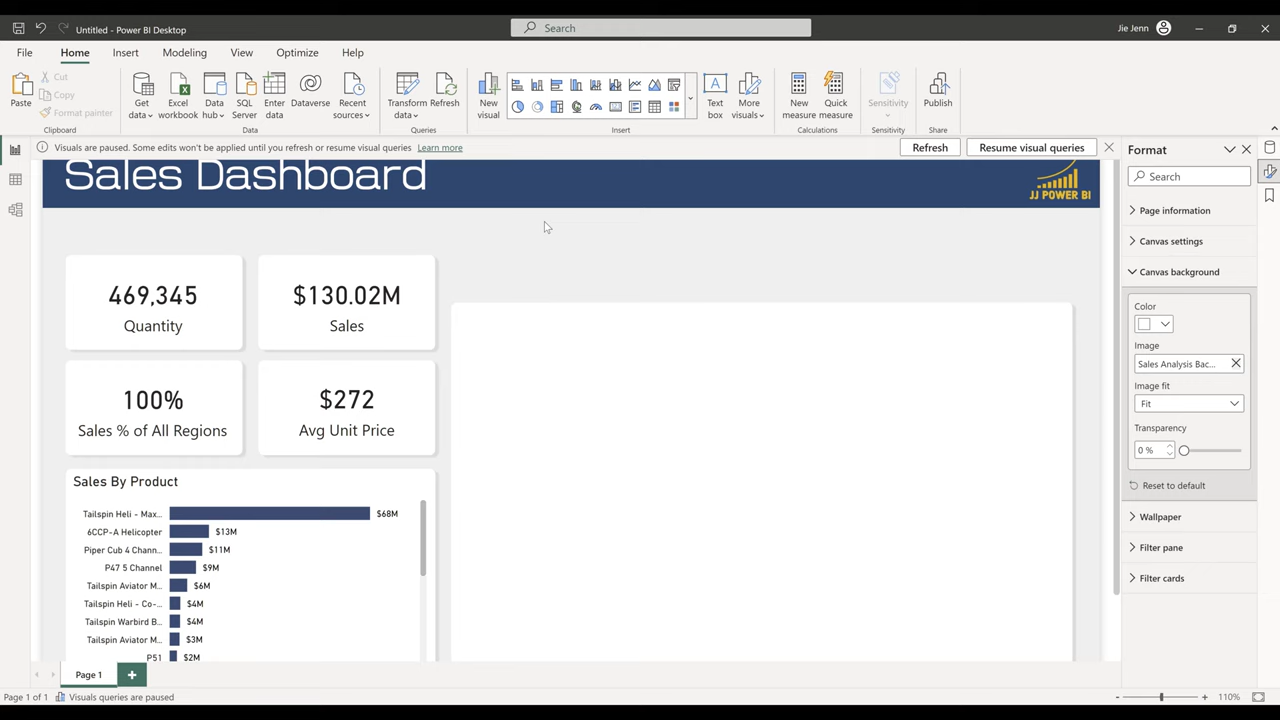 Untitled - Power BI Desktop
Search
Jie Jenn
File Home Insert Modeling View Optimize Help
Paste
Cut
Copy
Format painter
Clipboard
Get data
Excel workbook
Data hub
SQL Server
Enter data
Dataverse
Recent sources
Data
Transform data
Refresh
Queries
New visual
Text box
More visuals
Insert
New measure
Quick measure
Calculations
Sensitivity
Sensitivity
Publish
Share
Visuals are paused. Some edits won't be applied until you refresh or resume visual queries
Learn more
Refresh
Resume visual queries
Sales Dashboard
JJ POWER BI
469,345
Quantity
$130.02M
Sales
100%
Sales % of All Regions
$272
Avg Unit Price
Sales By Product
Tailspin Heli - Max... $68M
6CCP-A Helicopter $13M
Piper Cub 4 Chann... $11M
P47 5 Channel $9M
Tailspin Aviator M... $6M
Tailspin Heli - Co-... $4M
Tailspin Warbird B... $4M
Tailspin Aviator M... $3M
P51 $2M
Format
Search
Page information
Canvas settings
Canvas background
Color
Image
Sales Analysis Bac...
Image fit
Fit
Transparency
0 %
Reset to default
Wallpaper
Filter pane
Filter cards
Page 1
Page 1 of 1
Visuals queries are paused
110%